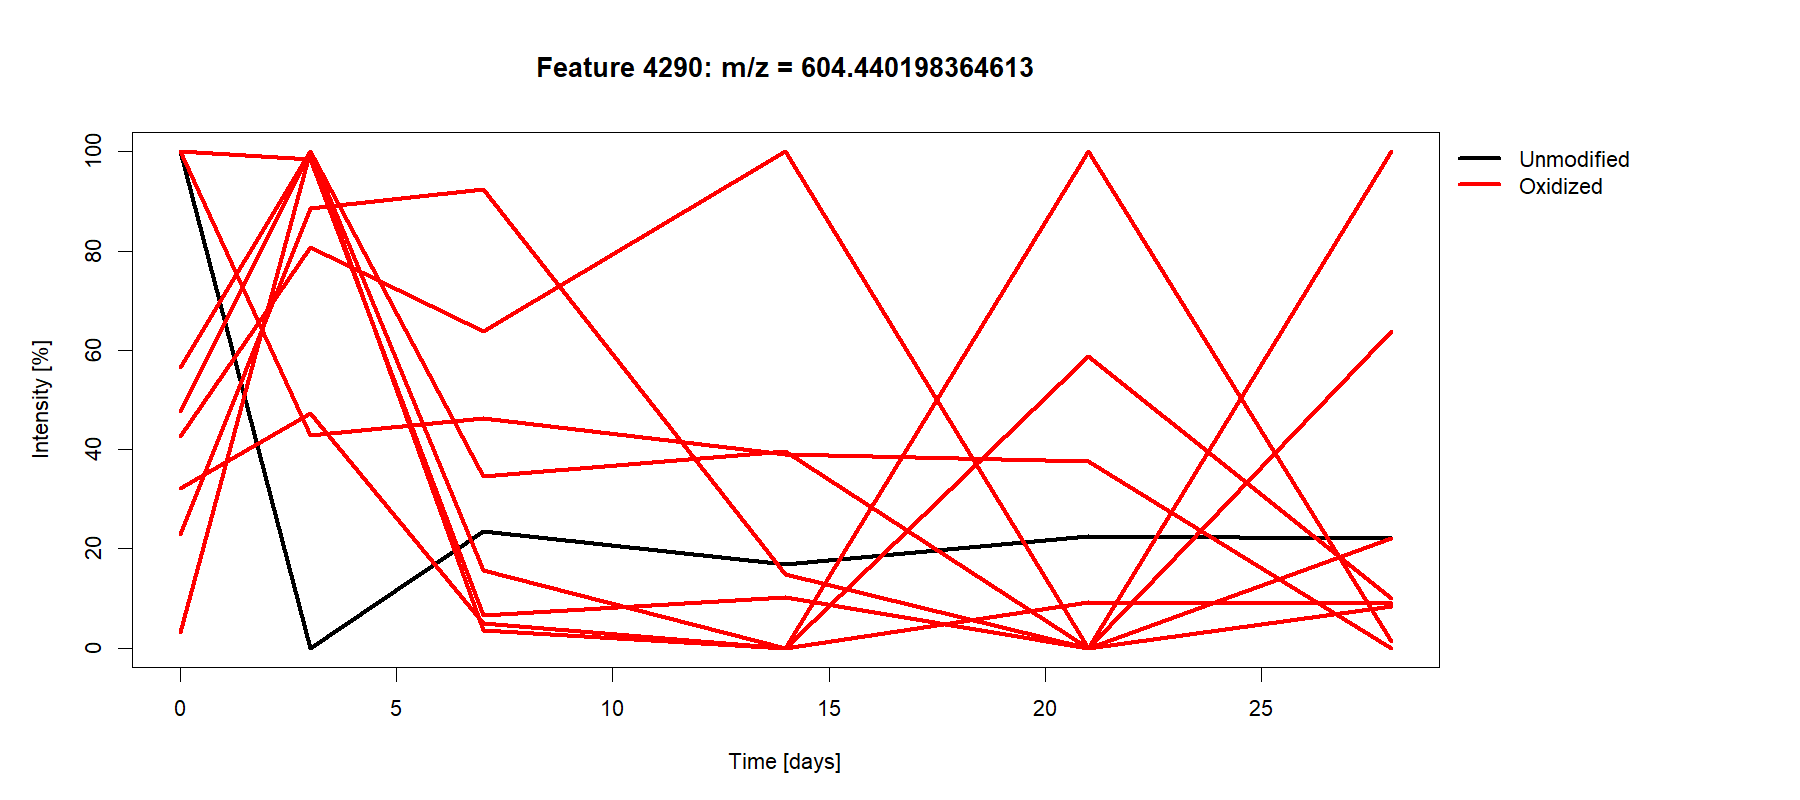 Feature 4290: m/z = 604.440198364613
Unmodified
Oxidized
Intensity [%]
100
80
60
40
20
0
0 5 10 15 20 25
Time [days]